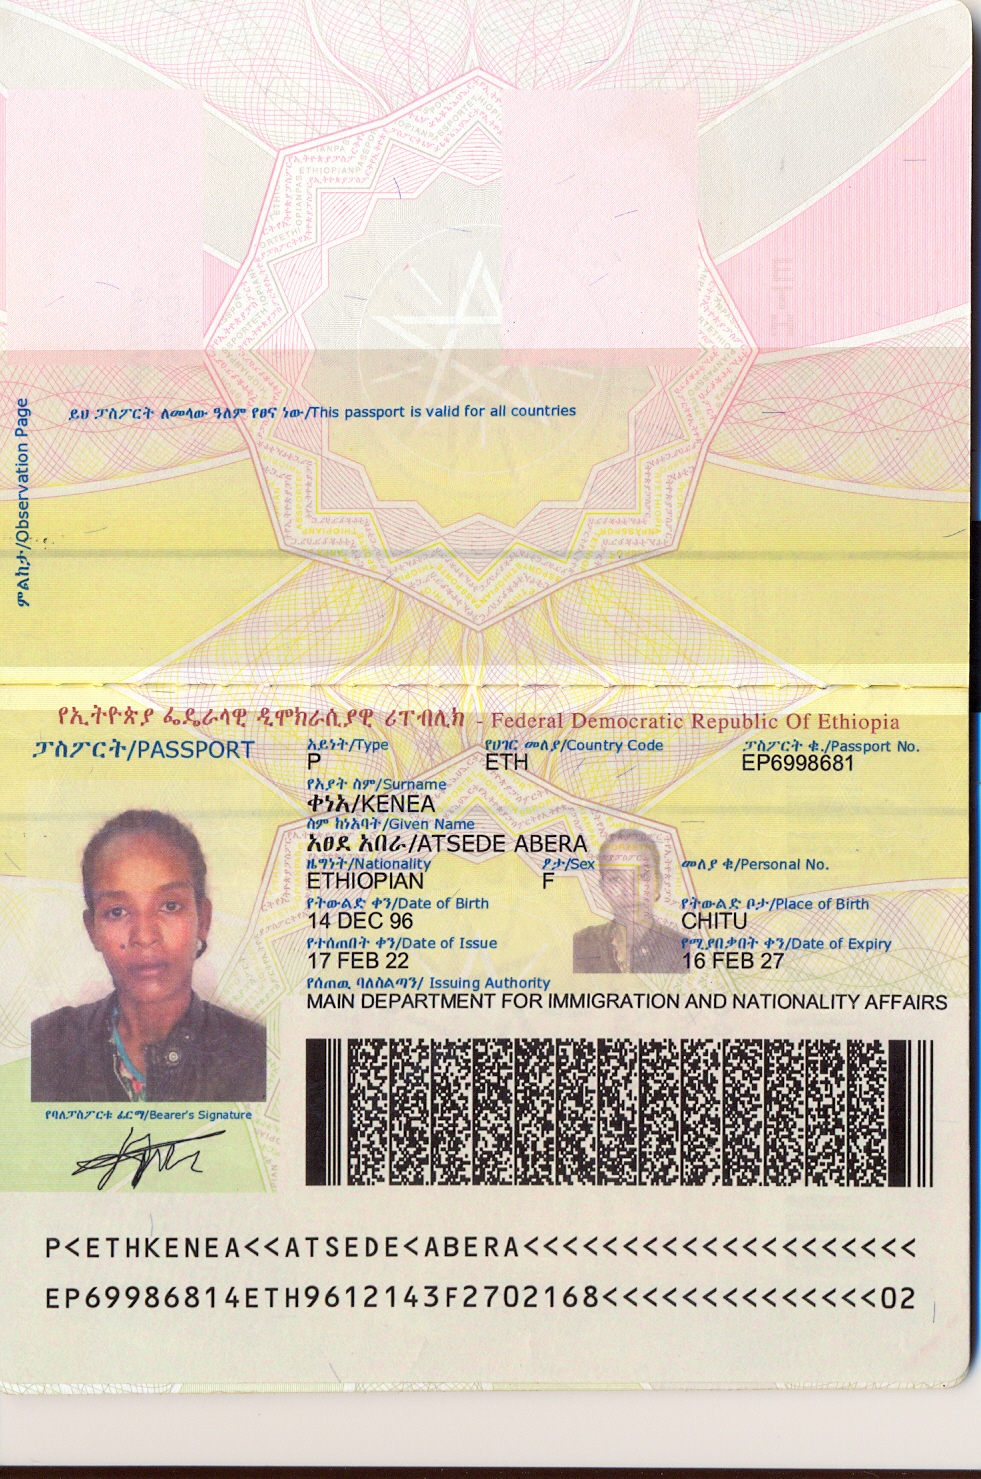 ምልከታ/Observation Page
ይህ ፓስፖርት ለመላው ዓለም የፀና ነው/This passport is valid for all countries
የኢትዮጵያ ፌዴራላዊ ዲሞክራሲያዊ ሪፐብሊክ - Federal Democratic Republic Of Ethiopia
ፓስፖርት/PASSPORT
አይነት/Type
P
የሀገር መለያ/Country Code
ETH
ፓስፖርት ቁ./Passport No.
EP6998681
የአያት ስም/Surname
ቀነአ/KENEA
ስም ከነአባት/Given Name
አፀደ አበራ/ATSEDE ABERA
ዜግነት/Nationality
ETHIOPIAN
ፆታ/Sex
F
መለያ ቁ/Personal No.
የትውልድ ቀን/Date of Birth
14 DEC 96
የትውልድ ቦታ/Place of Birth
CHITU
የተሰጠበት ቀን/Date of Issue
17 FEB 22
የሚያበቃበት ቀን/Date of Expiry
16 FEB 27
የሰጠዉ ባለስልጣን/ Issuing Authority
MAIN DEPARTMENT FOR IMMIGRATION AND NATIONALITY AFFAIRS
የባለፓስፖርቱ ፊርማ/Bearer's Signature
P<ETHKENEA<<ATSEDE<ABERA<<<<<<<<<<<<<<<<<<<<
EP69986814ETH9612143F2702168<<<<<<<<<<<<<<02